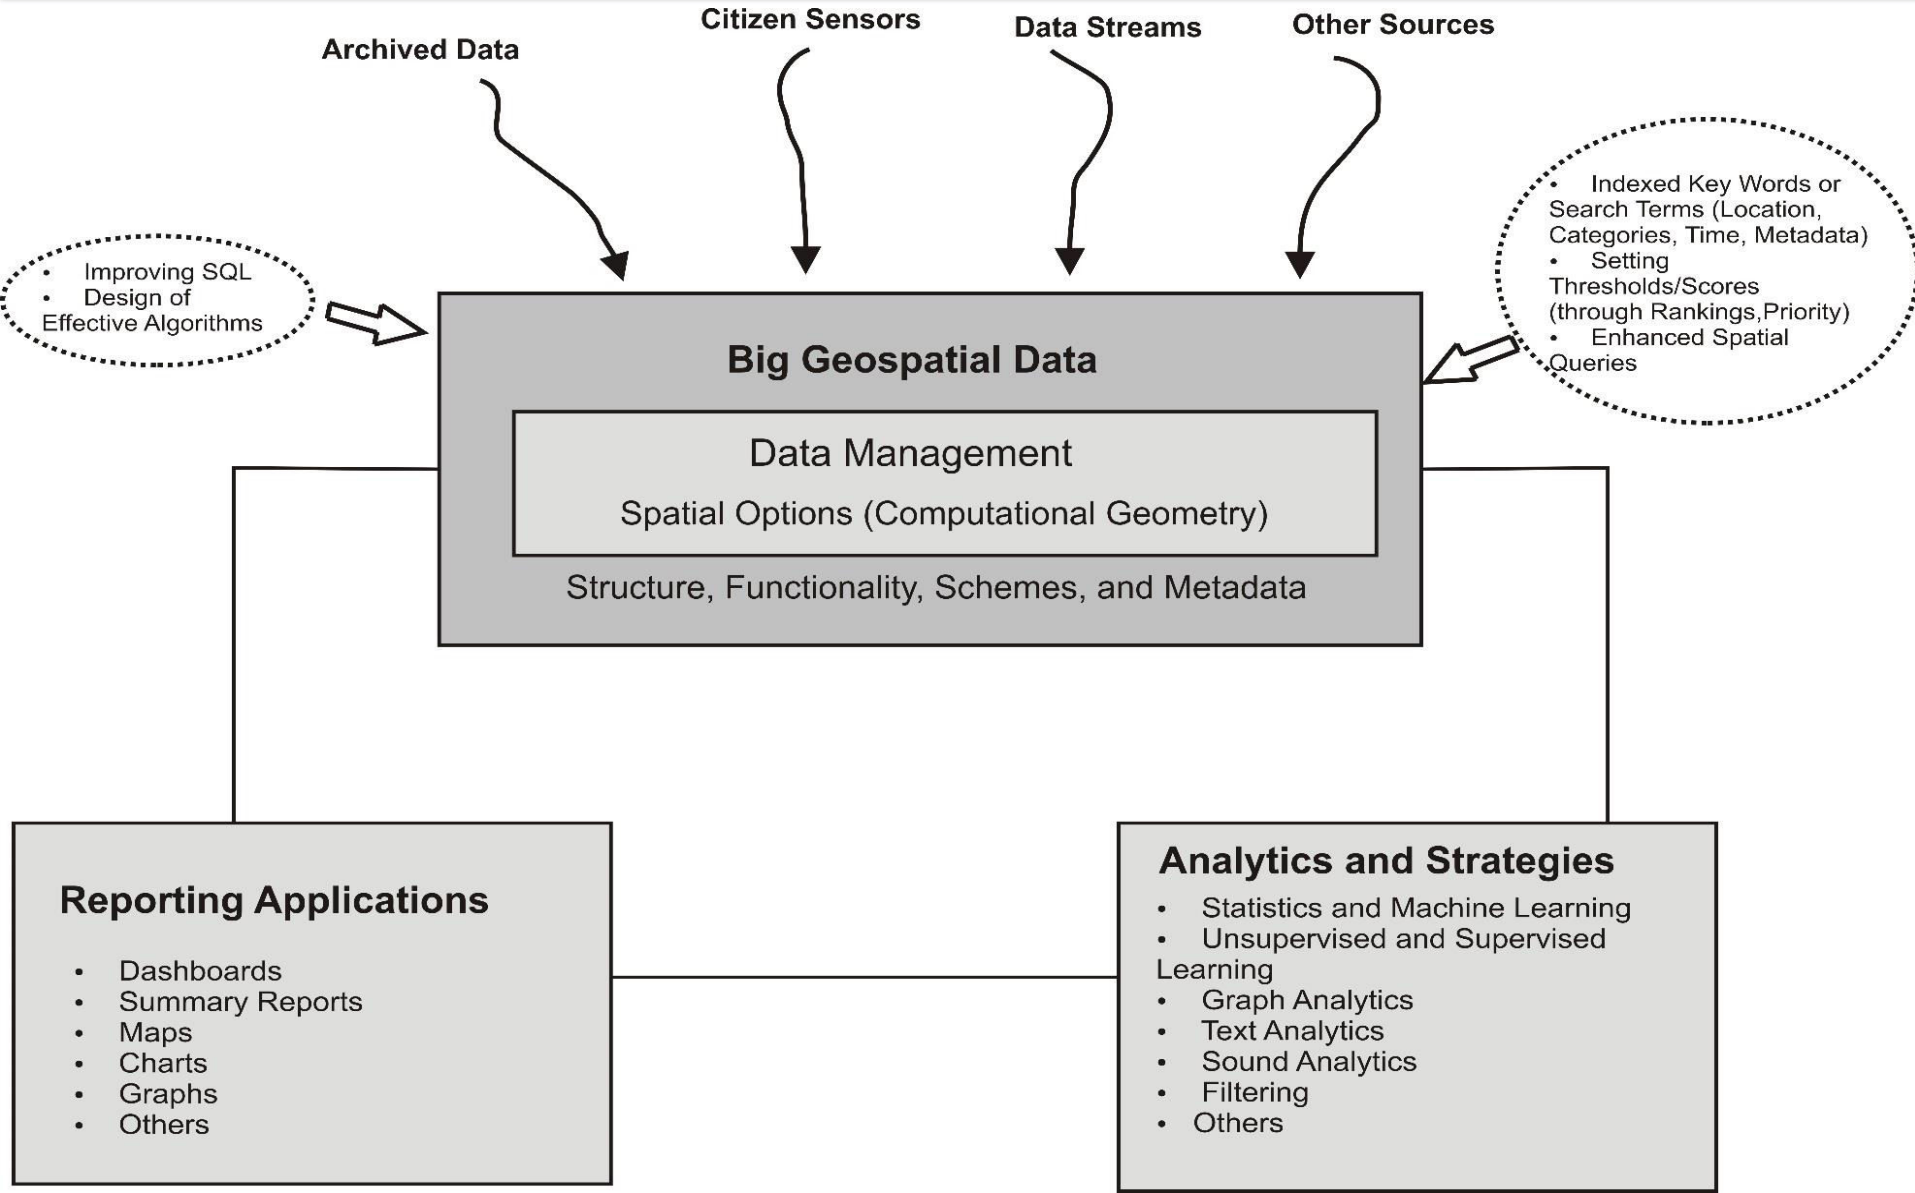 Archived Data
Citizen Sensors
Data Streams
Other Sources
• Improving SQL
• Design of
Effective Algorithms
• Indexed Key Words or
Search Terms (Location,
Categories, Time, Metadata)
• Setting
Thresholds/Scores
(through Rankings,Priority)
• Enhanced Spatial
Queries
Big Geospatial Data
Data Management
Spatial Options (Computational Geometry)
Structure, Functionality, Schemes, and Metadata
Reporting Applications
• Dashboards
• Summary Reports
• Maps
• Charts
• Graphs
• Others
Analytics and Strategies
• Statistics and Machine Learning
• Unsupervised and Supervised
Learning
• Graph Analytics
• Text Analytics
• Sound Analytics
• Filtering
• Others